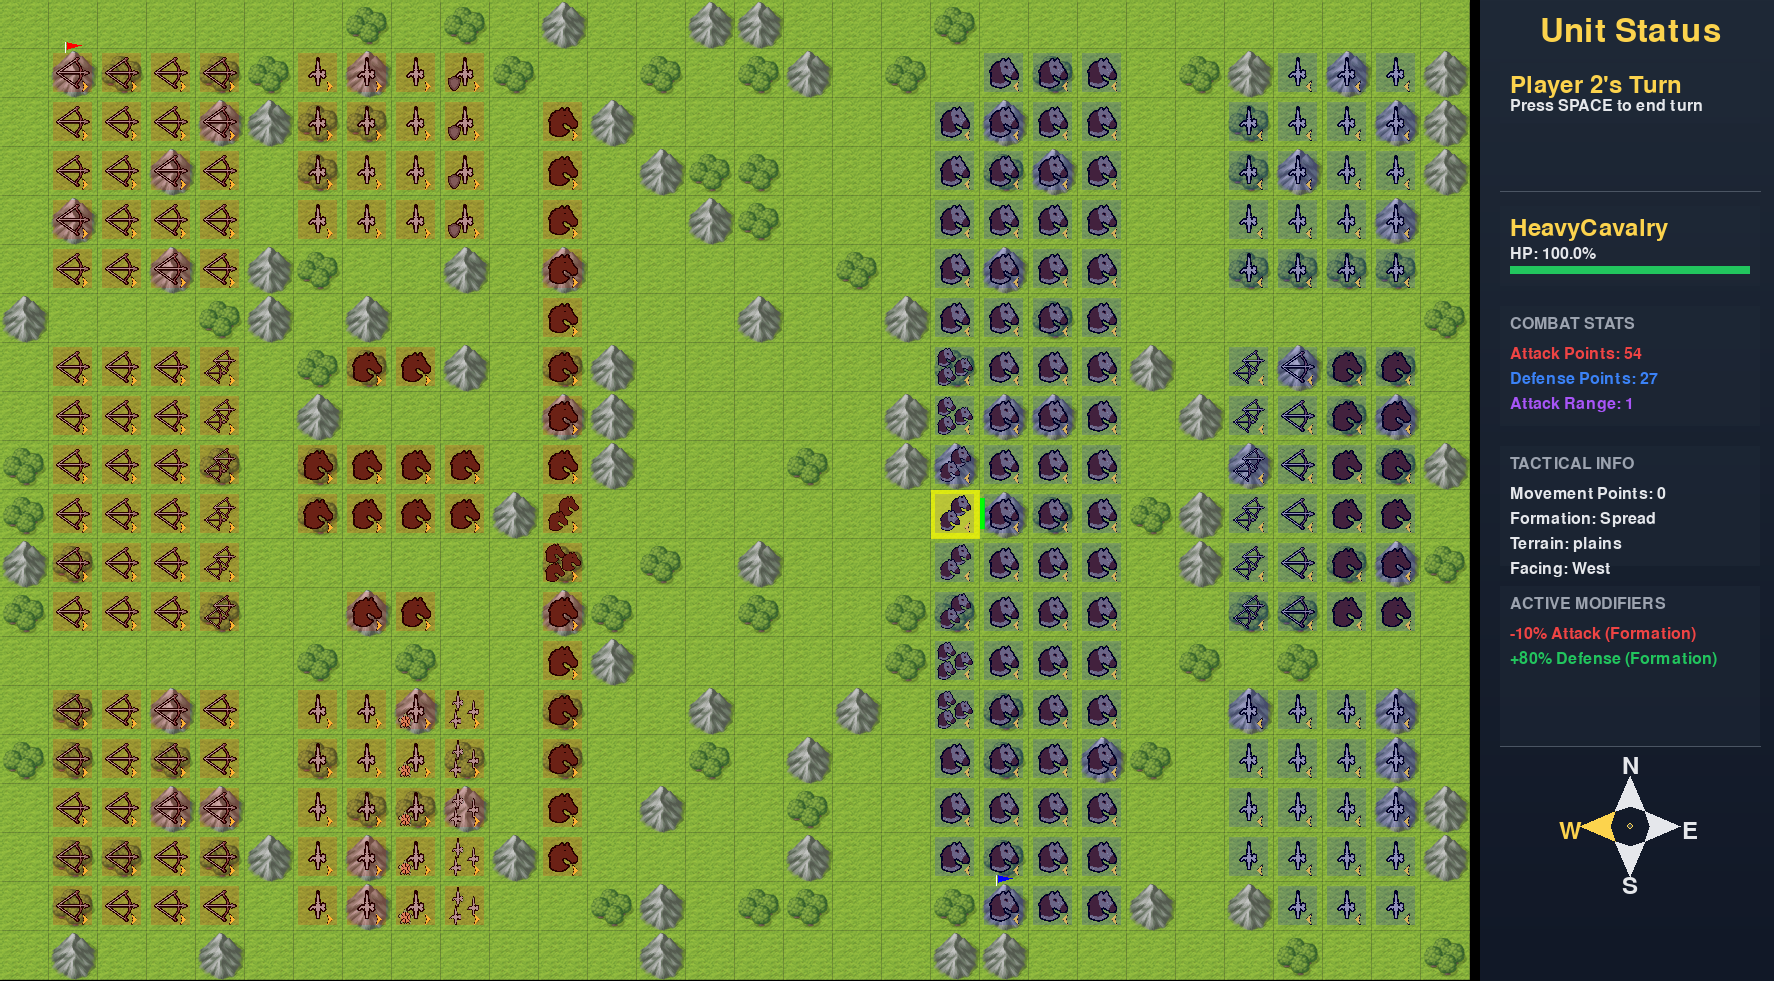 Unit Status
Player 2's Turn
Press SPACE to end turn
HeavyCavalry
HP: 100.0%
COMBAT STATS
Attack Points: 54
Defense Points: 27
Attack Range: 1
TACTICAL INFO
Movement Points: 0
Formation: Spread
Terrain: plains
Facing: West
ACTIVE MODIFIERS
-10% Attack (Formation)
+80% Defense (Formation)
N
W
E
S